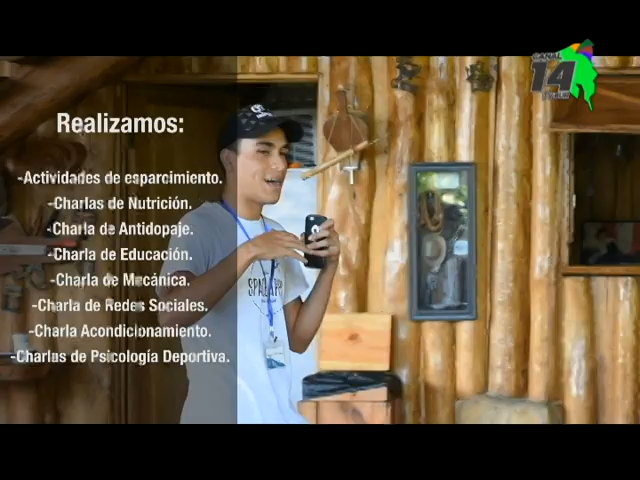 Realizamos:
-Actividades de esparcimiento.
-Charlas de Nutrición.
-Charla de Antidopaje.
-Charla de Educación.
-Charla de Mecánica.
-Charla de Redes Sociales.
-Charla Acondicionamiento.
-Charlas de Psicología Deportiva.
CANAL
14